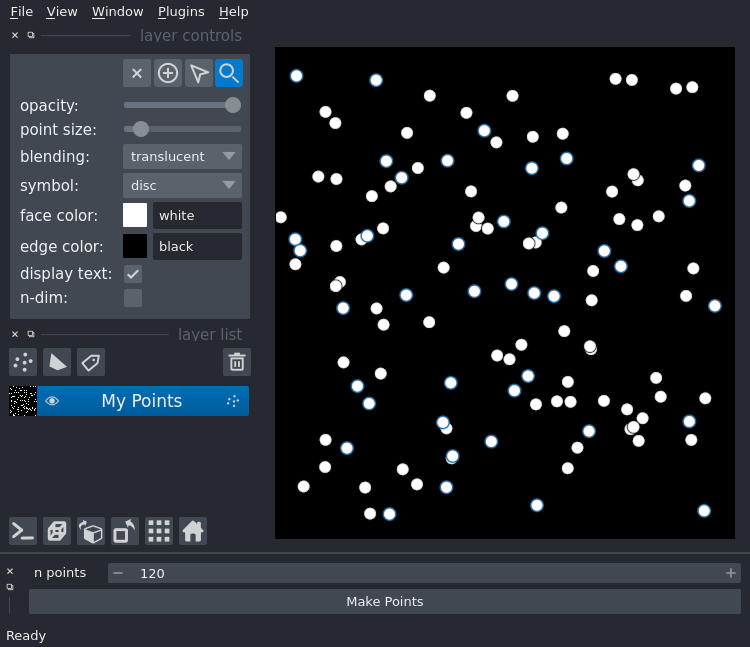 File View Window Plugins Help
layer controls
opacity:
point size:
blending: translucent
symbol: disc
face color: white
edge color: black
display text:
n-dim:
layer list
My Points
n points 120
Make Points
Ready